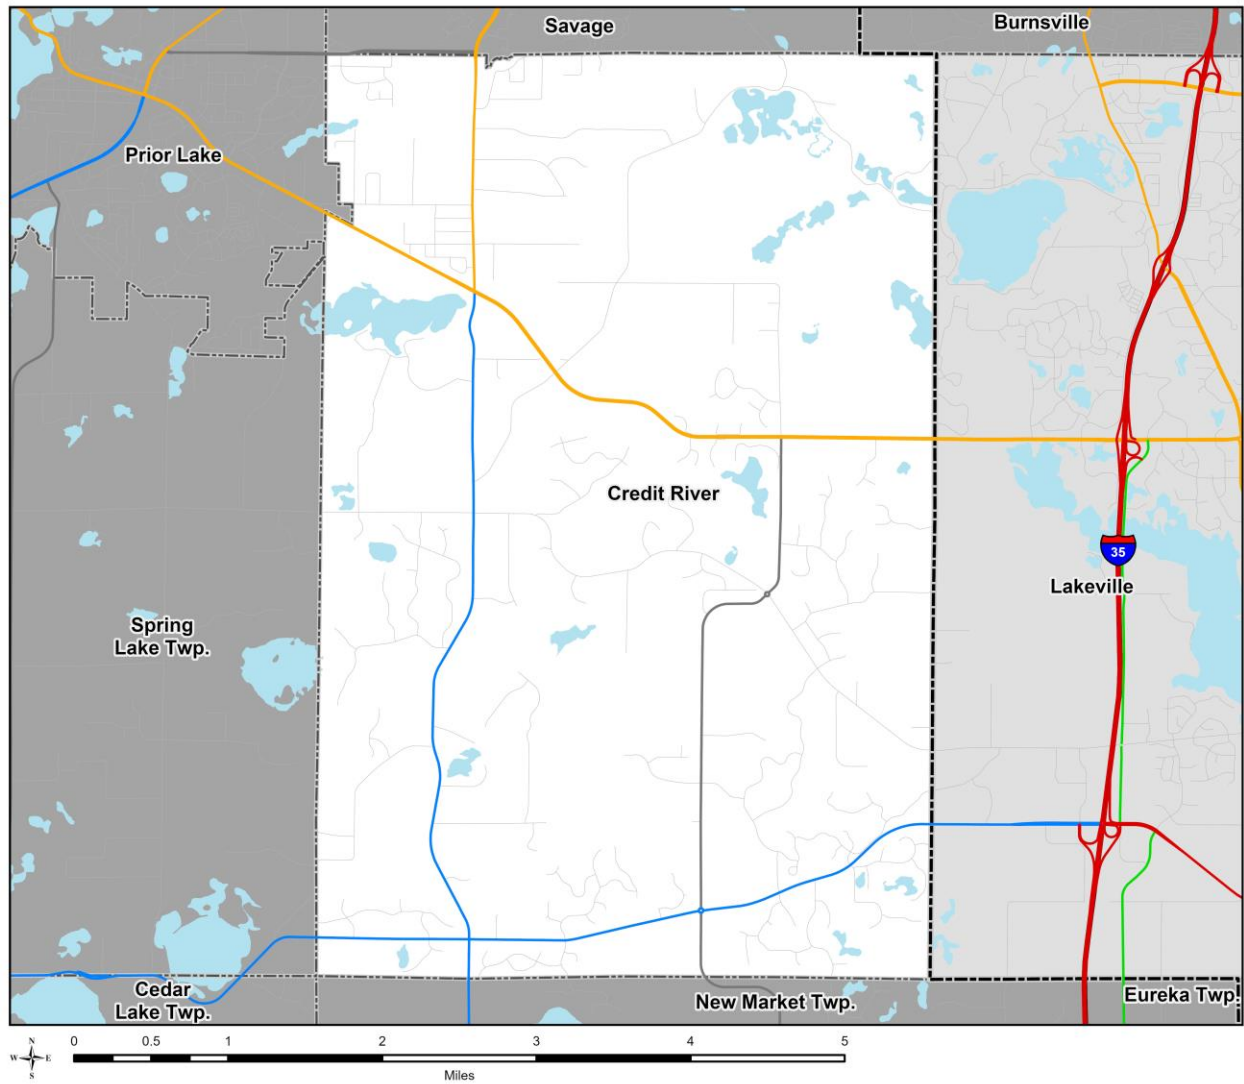 Savage
Burnsville
Prior Lake
Credit River
35
Lakeville
Spring
Lake Twp.
Cedar
Lake Twp.
New Market Twp.
Eureka Twp.
N
W E
S
0 0.5 1 2 3 4 5
Miles